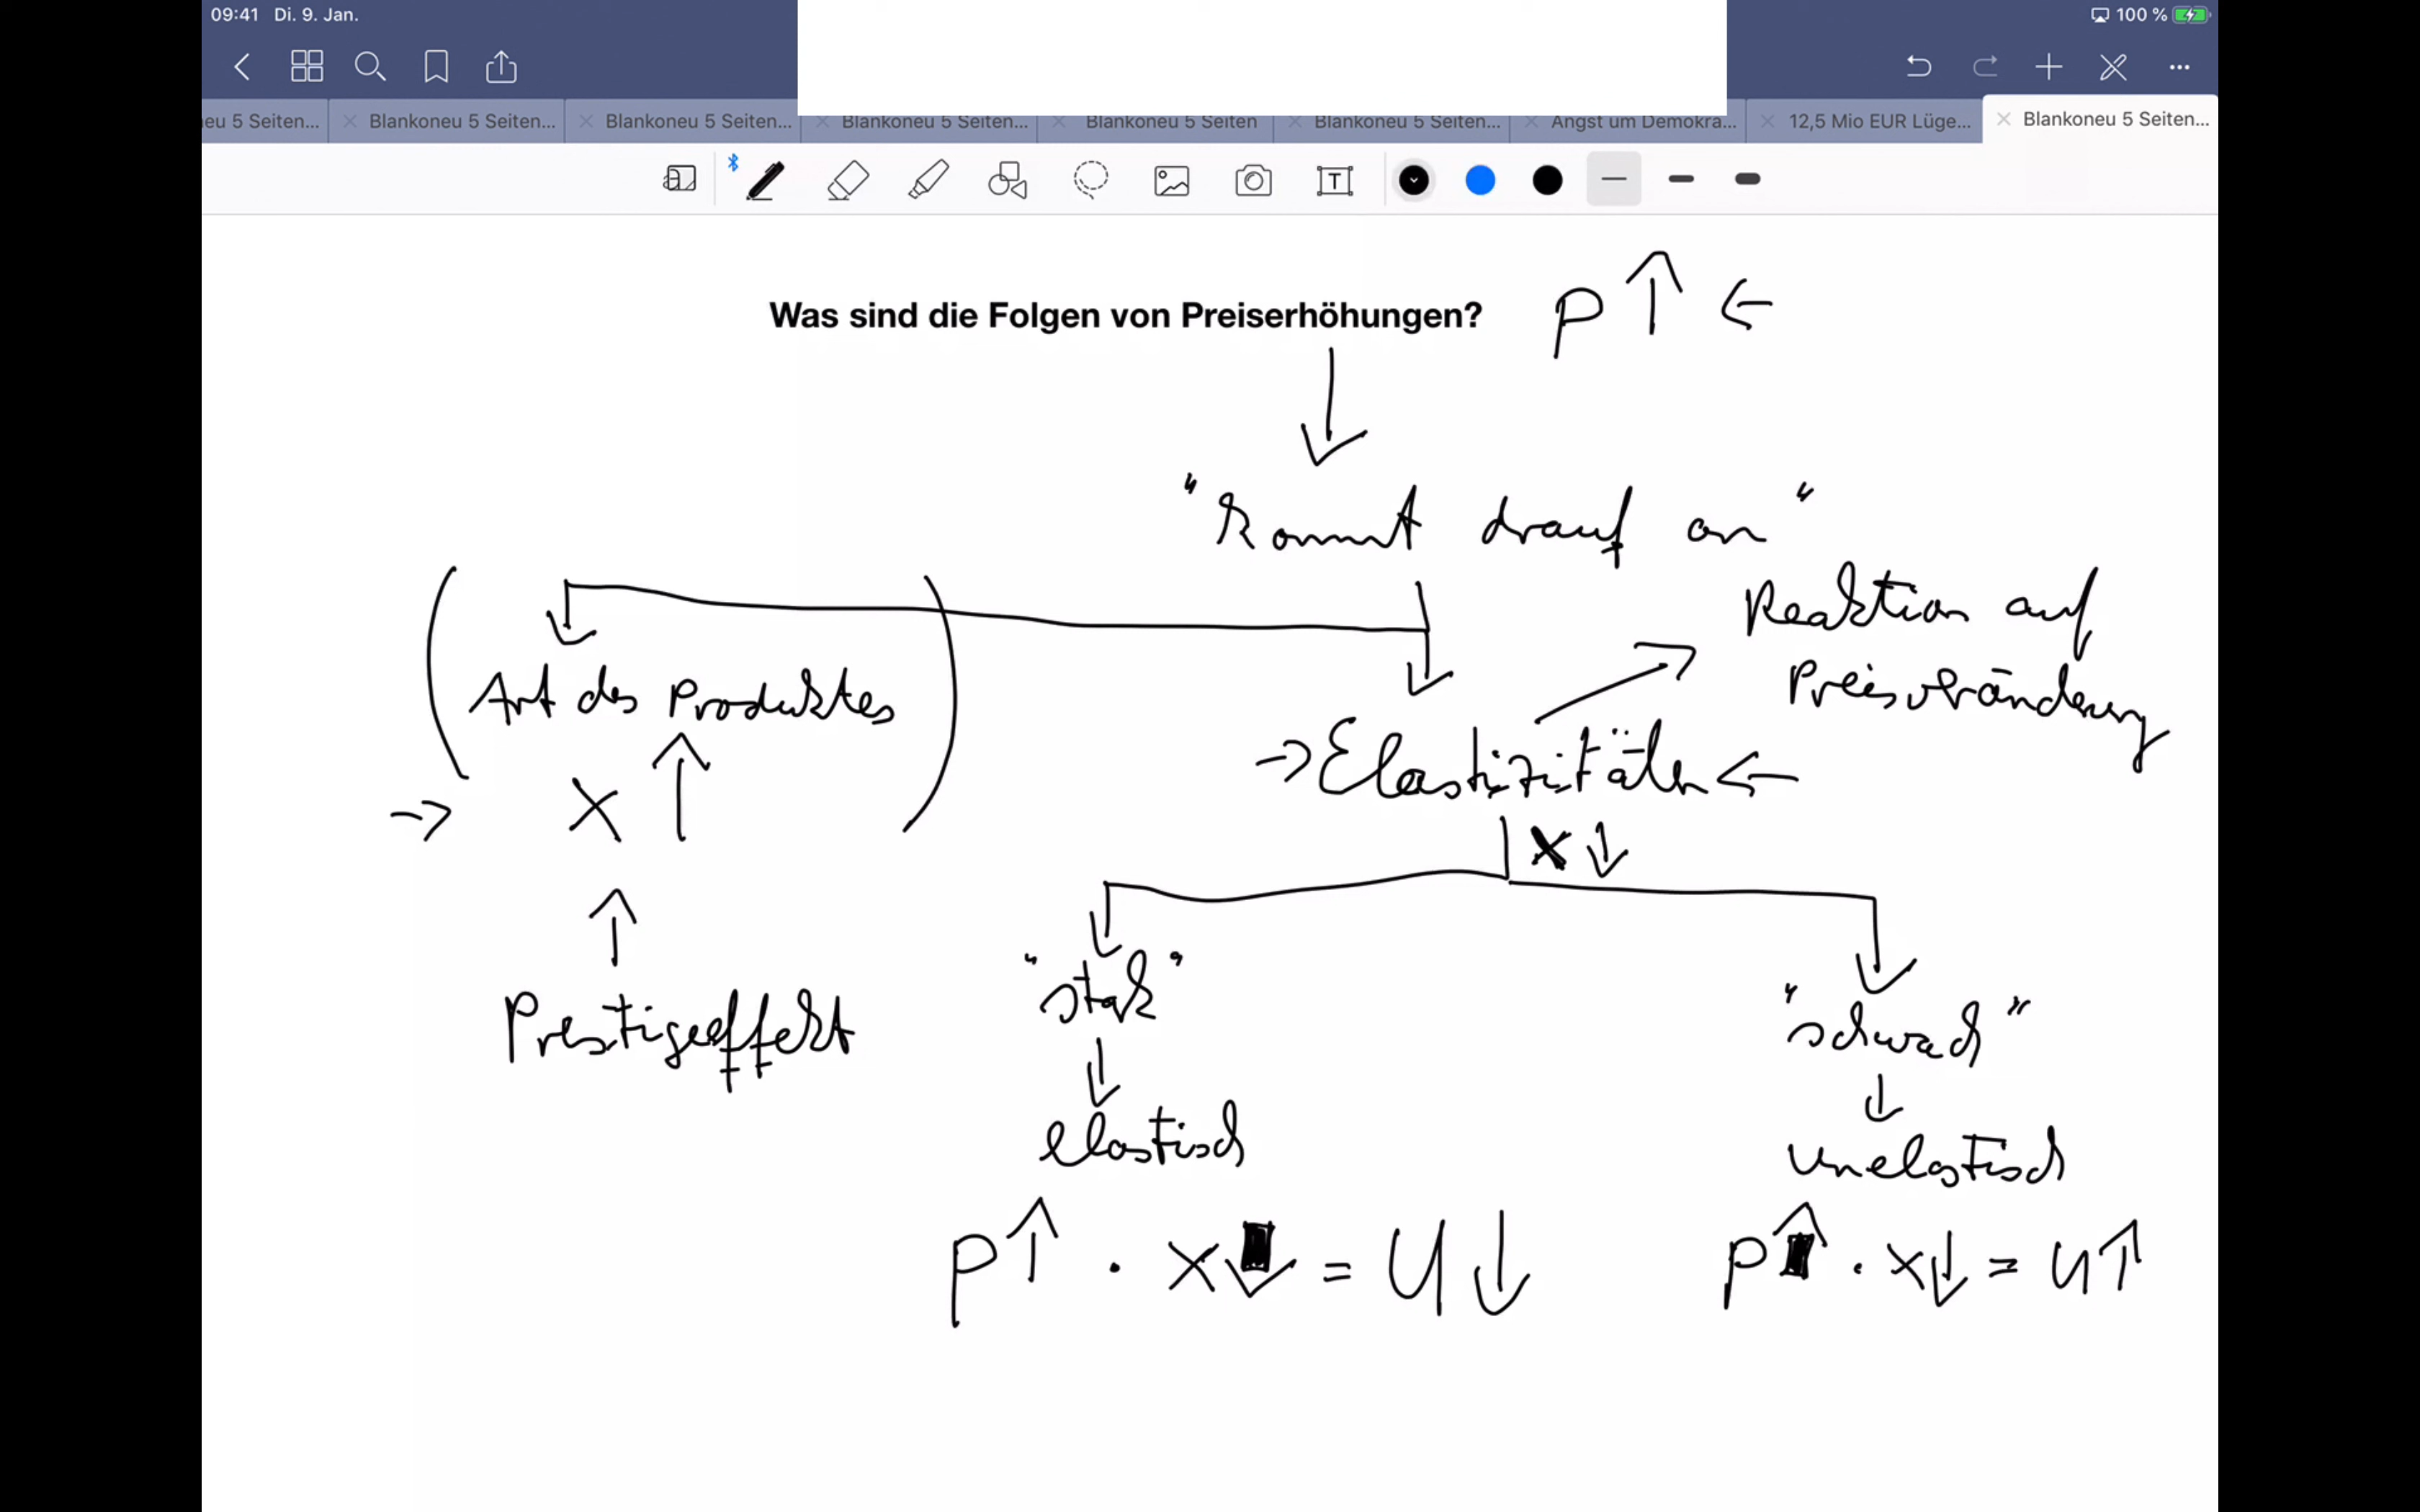 09:41 Di. 9. Jan.
100 %
eu 5 Seiten...
Blankoneu 5 Seiten...
Blankoneu 5 Seiten...
Blankoneu 5 Seiten...
Blankoneu 5 Seiten
Blankoneu 5 Seiten...
Angst um Demokra...
12,5 Mio EUR Lüge...
Blankoneu 5 Seiten...
Was sind die Folgen von Preiserhöhungen? P ↑ ←
↓
"Kommt drauf an"
Art des Produktes
Reaktion auf
Preisveränderung
→ Elastizitäten ←
→ X ↑
X ↓
Prestigeeffekt
"stark"
"schwach"
elastisch
unelastisch
P↑ · X↓ = U↓
P↑ · X↓ = U↑